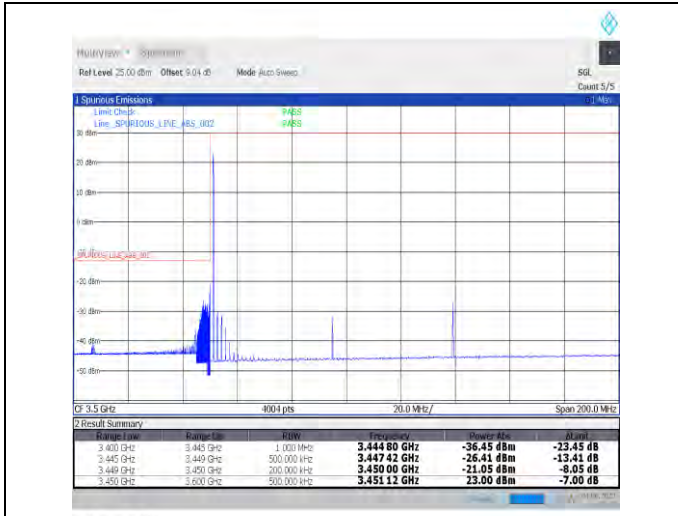 MultiView Spectrum
Ref Level 25.00 dBm Offset 9.04 dB Mode Auto Sweep SGL
Count 5/5
1 Spurious Emissions
Limit Check PASS
Line _SPURIOUS_LINE_ABS_002 PASS
30 dBm
20 dBm
10 dBm
0 dBm
-20 dBm
-30 dBm
-40 dBm
-50 dBm
CF 3.5 GHz 4004 pts 20.0 MHz/ Span 200.0 MHz
2 Result Summary
Range Low Range Up RBW Frequency Power Abs ΔLimit
3.400 GHz 3.445 GHz 1.000 MHz 3.444 80 GHz -36.45 dBm -23.45 dB
3.445 GHz 3.449 GHz 500.000 kHz 3.447 42 GHz -26.41 dBm -13.41 dB
3.449 GHz 3.450 GHz 200.000 kHz 3.450 00 GHz -21.05 dBm -8.05 dB
3.450 GHz 3.600 GHz 500.000 kHz 3.451 12 GHz 23.00 dBm -7.00 dB